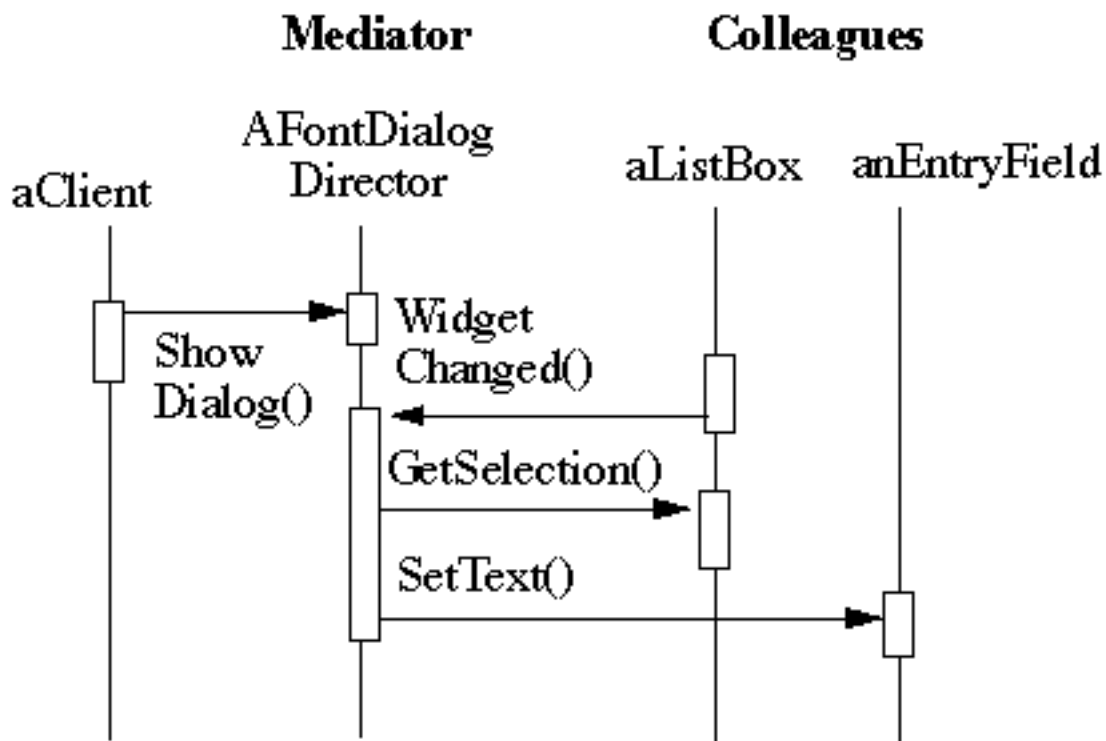 Mediator
Colleagues
AFontDialog
Director
aListBox
anEntryField
aClient
Widget
Changed()
Show
Dialog()
GetSelection()
SetText()